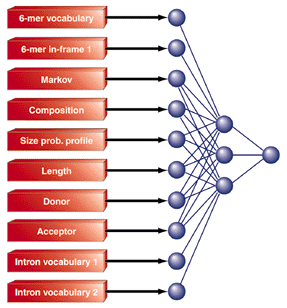 6-mer vocabulary
6-mer in-frame 1
Markov
Composition
Size prob. profile
Length
Donor
Acceptor
Intron vocabulary 1
Intron vocabulary 2